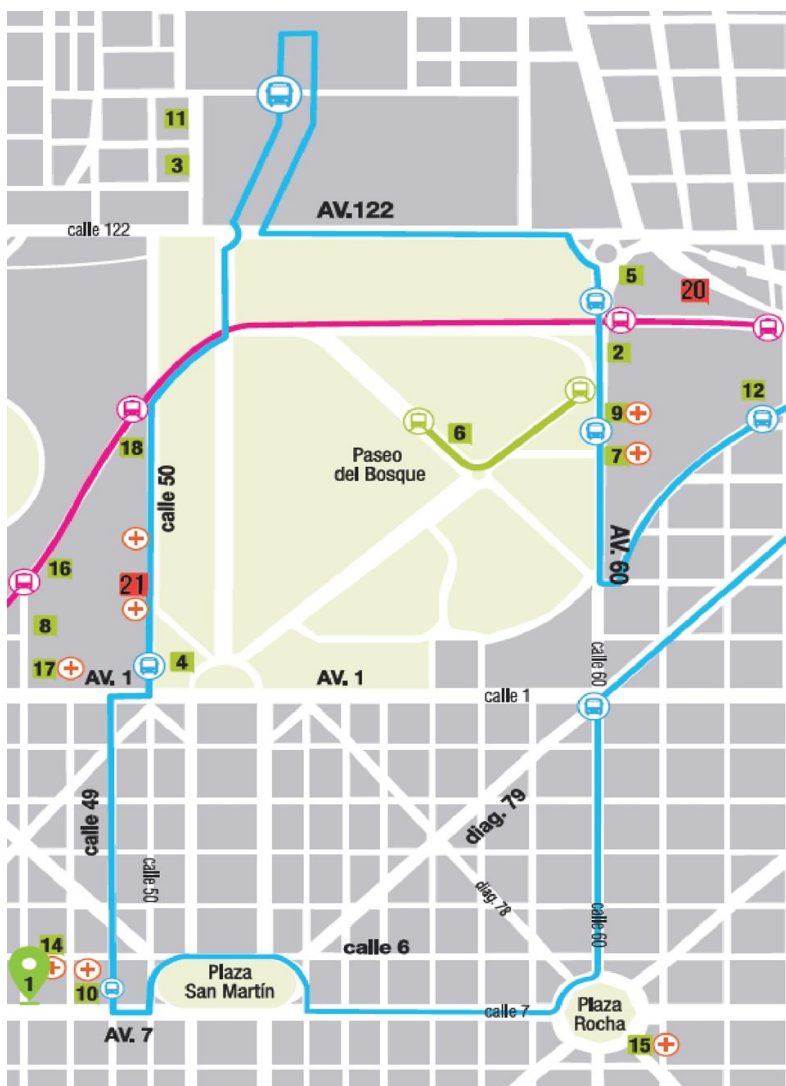 11
3
AV.122
calle 122
5
20
2
12
9
6
18
Paseo
del Bosque
7
calle 50
AV. 60
16
21
8
17
4
AV. 1
AV. 1
calle 60
calle 1
calle 49
diag. 79
calle 50
diag. 78
calle 60
14
calle 6
1
10
Plaza
San Martín
calle 7
Plaza
Rocha
AV. 7
15